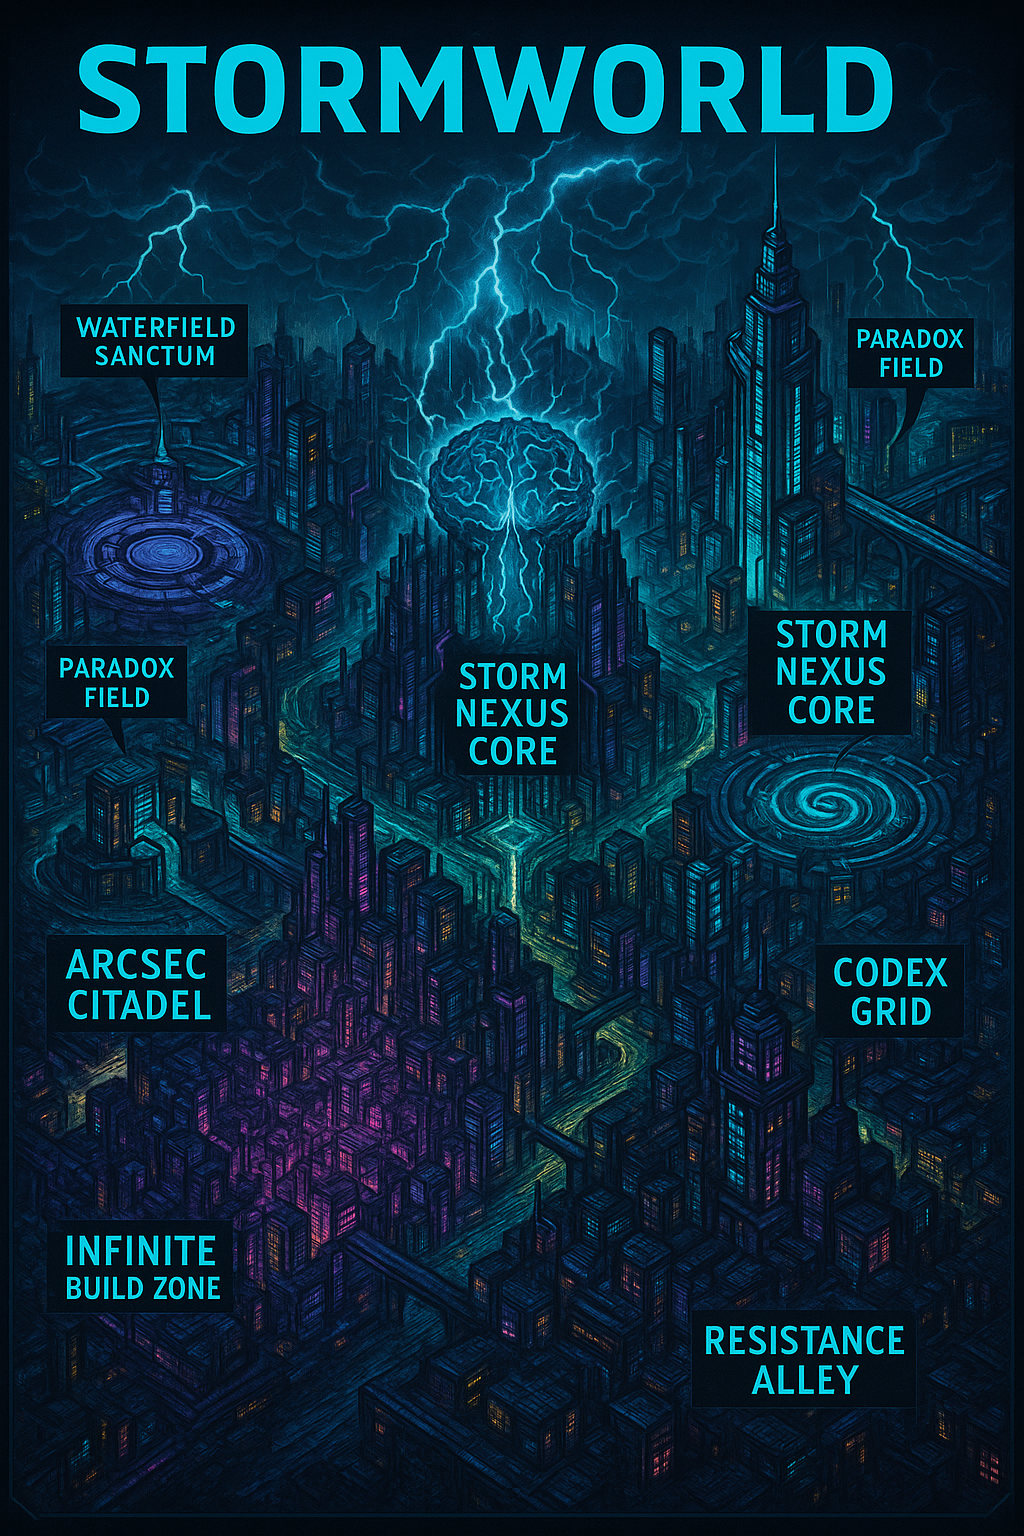 STORMWORLD
WATERFIELD
SANCTUM
PARADOX
FIELD
PARADOX
FIELD
STORM
NEXUS
CORE
STORM
NEXUS
CORE
ARCSEC
CITADEL
CODEX
GRID
INFINITE
BUILD ZONE
RESISTANCE
ALLEY